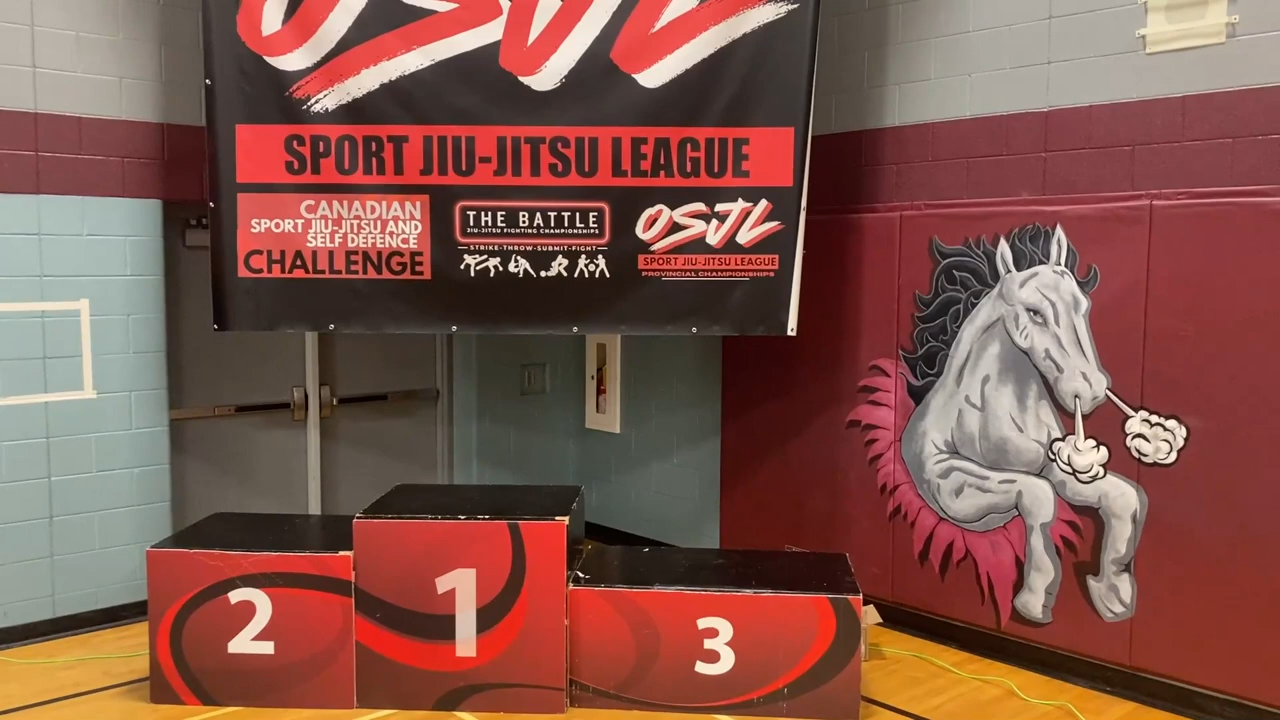 OSJL
SPORT JIU-JITSU LEAGUE
CANADIAN
SPORT JIU-JITSU AND
SELF DEFENCE
CHALLENGE
THE BATTLE
JIU-JITSU FIGHTING CHAMPIONSHIPS
STRIKE-THROW-SUBMIT-FIGHT
OSJL
SPORT JIU-JITSU LEAGUE
PROVINCIAL CHAMPIONSHIPS
2
1
3